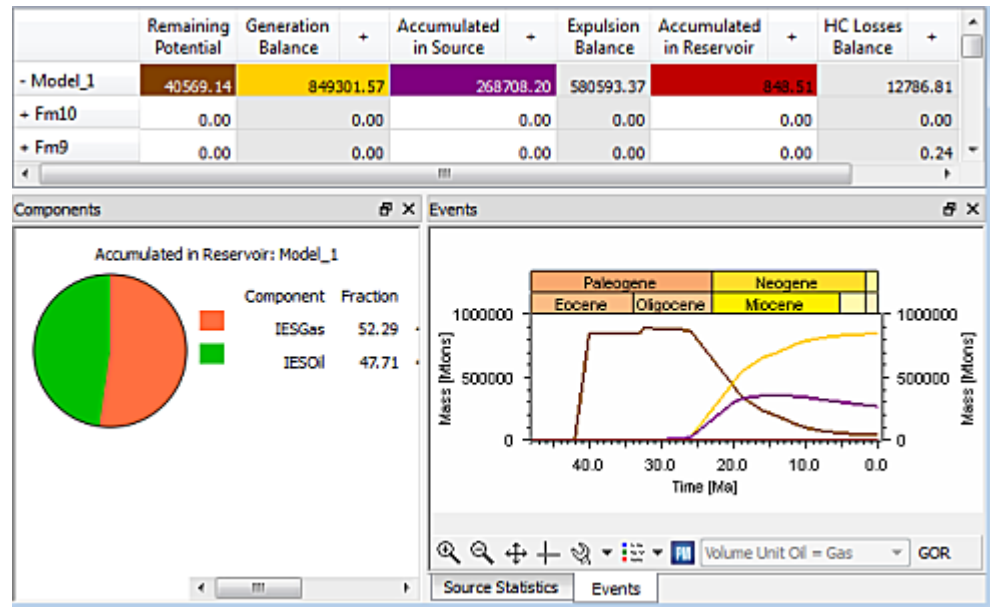 Remaining Potential Generation Balance + Accumulated in Source + Expulsion Balance Accumulated in Reservoir + HC Losses Balance +
- Model_1 40569.14 849301.57 268708.20 580593.37 848.51 12786.81
+ Fm10 0.00 0.00 0.00 0.00 0.00 0.00
+ Fm9 0.00 0.00 0.00 0.00 0.00 0.24
Components
Accumulated in Reservoir: Model_1
Component Fraction
IESGas 52.29
IESOil 47.71
Events
Paleogene Neogene
Eocene Oligocene Miocene
1000000 1000000
500000 500000
0 0
Mass [Mtons] Mass [Mtons]
40.0 30.0 20.0 10.0 0.0
Time [Ma]
PM Volume Unit Oil = Gas GOR
Source Statistics Events